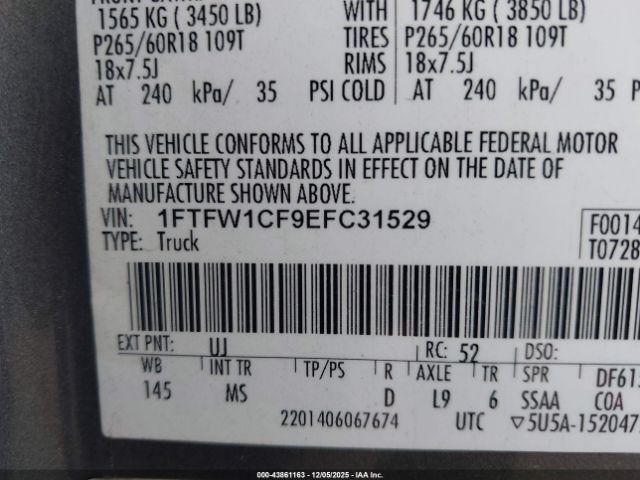 1565 KG ( 3450 LB) WITH 1746 KG ( 3850 LB)
P265/60R18 109T TIRES P265/60R18 109T
18x7.5J RIMS 18x7.5J
AT 240 kPa/ 35 PSI COLD AT 240 kPa/ 35 P
THIS VEHICLE CONFORMS TO ALL APPLICABLE FEDERAL MOTOR
VEHICLE SAFETY STANDARDS IN EFFECT ON THE DATE OF
MANUFACTURE SHOWN ABOVE.
VIN: 1FTFW1CF9EFC31529 F0014
TYPE: Truck T0728
EXT PNT: UJ RC: 52 DSO:
WB INT TR TP/PS R AXLE TR SPR DF615
145 MS D L9 6 SSAA COA
2201406067674 UTC ▽5U5A-152047
000-43861163 - 12/05/2025 - IAA Inc.